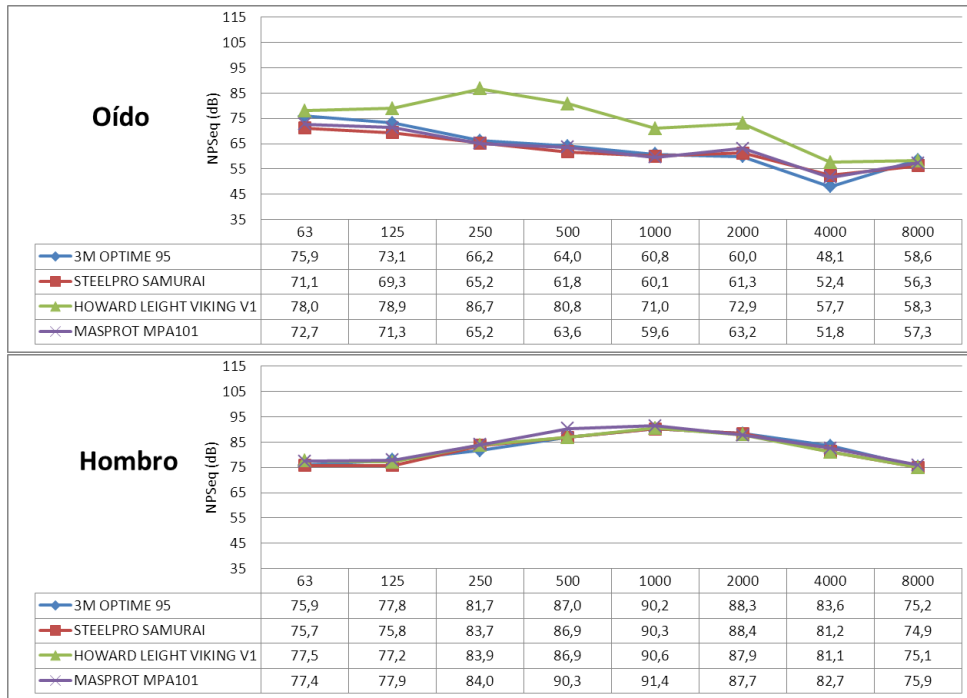 Oído
NPSeq (dB)
115
105
95
85
75
65
55
45
35
63 125 250 500 1000 2000 4000 8000
3M OPTIME 95 75,9 73,1 66,2 64,0 60,8 60,0 48,1 58,6
STEELPRO SAMURAI 71,1 69,3 65,2 61,8 60,1 61,3 52,4 56,3
HOWARD LEIGHT VIKING V1 78,0 78,9 86,7 80,8 71,0 72,9 57,7 58,3
MASPROT MPA101 72,7 71,3 65,2 63,6 59,6 63,2 51,8 57,3
Hombro
NPSeq (dB)
115
105
95
85
75
65
55
45
35
63 125 250 500 1000 2000 4000 8000
3M OPTIME 95 75,9 77,8 81,7 87,0 90,2 88,3 83,6 75,2
STEELPRO SAMURAI 75,7 75,8 83,7 86,9 90,3 88,4 81,2 74,9
HOWARD LEIGHT VIKING V1 77,5 77,2 83,9 86,9 90,6 87,9 81,1 75,1
MASPROT MPA101 77,4 77,9 84,0 90,3 91,4 87,7 82,7 75,9